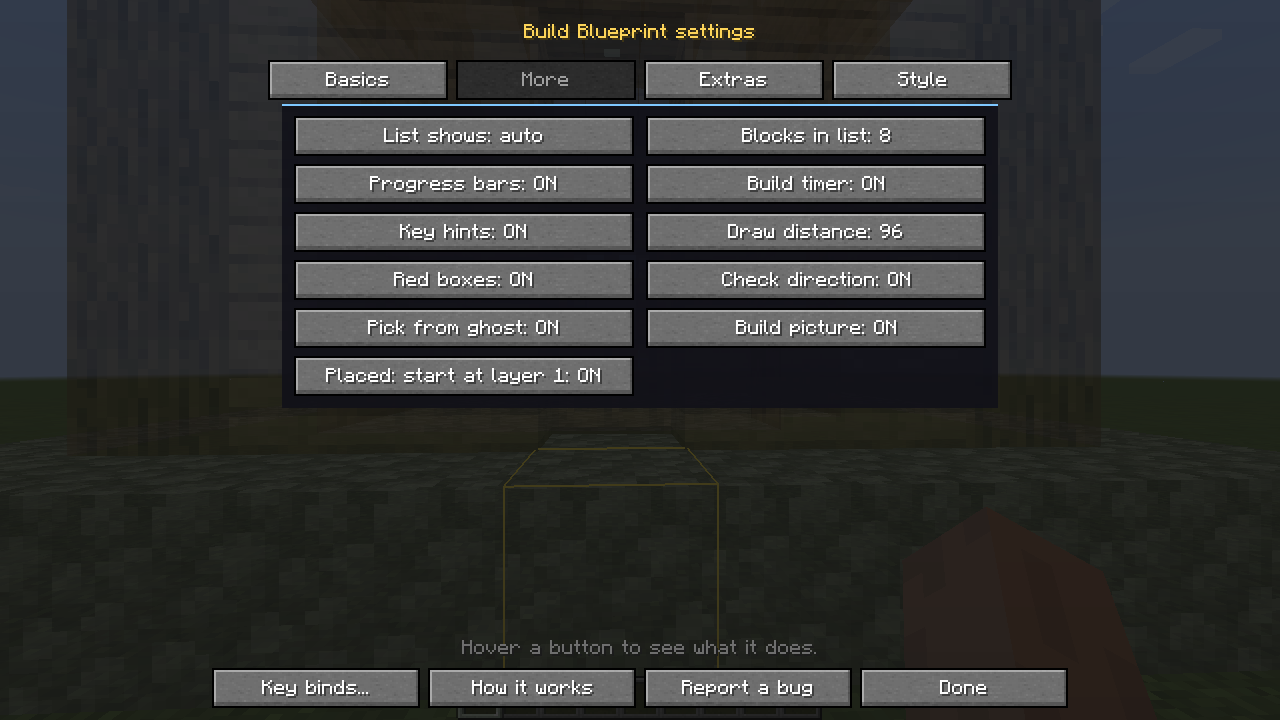 Build Blueprint settings
Basics
More
Extras
Style
List shows: auto
Blocks in list: 8
Progress bars: ON
Build timer: ON
Key hints: ON
Draw distance: 96
Red boxes: ON
Check direction: ON
Pick from ghost: ON
Build picture: ON
Placed: start at layer 1: ON
Hover a button to see what it does.
Key binds...
How it works
Report a bug
Done